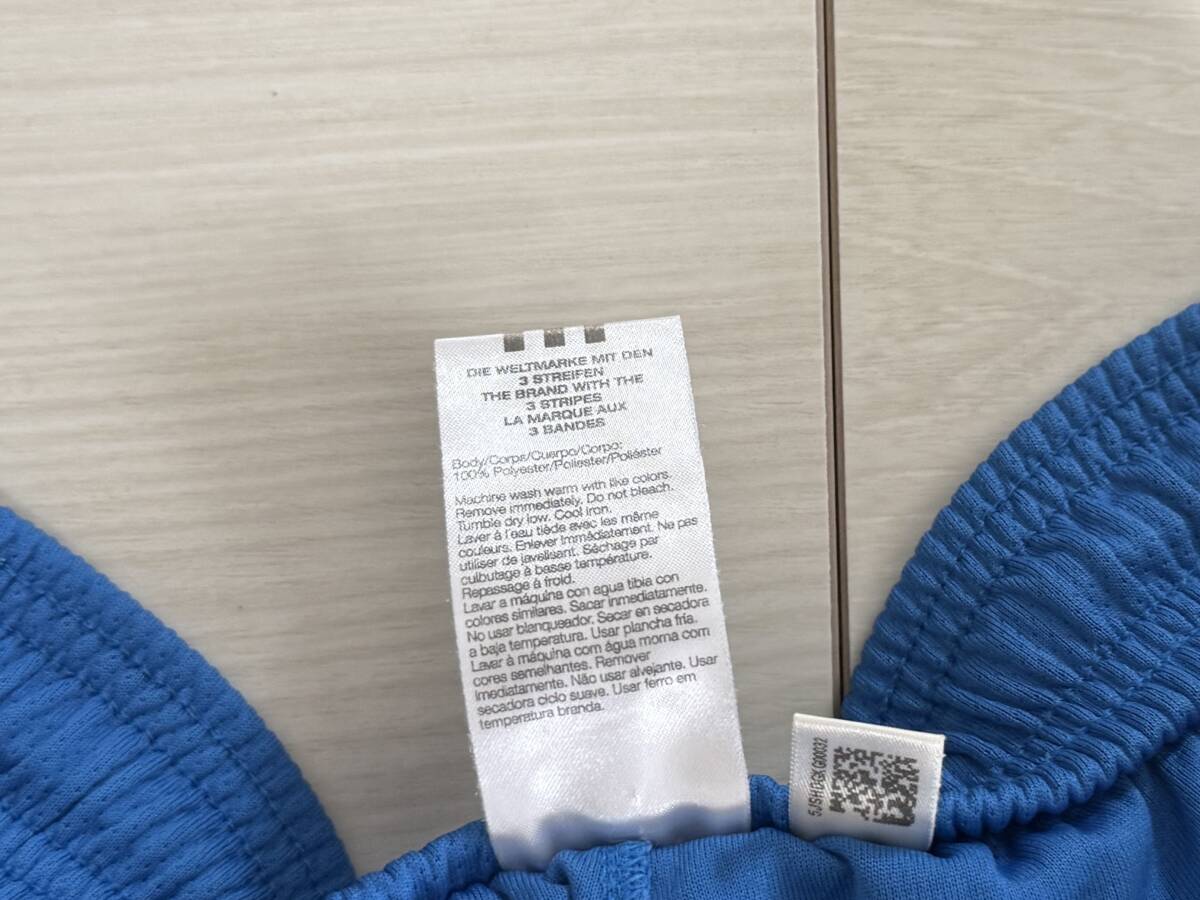 DIE WELTMARKE MIT DEN
3 STREIFEN
THE BRAND WITH THE
3 STRIPES
LA MARQUE AUX
3 BANDES
Body/Corps/Cuerpo/Corpo:
100% Polyester/Poliester/Poliéster
Machine wash warm with like colors.
Remove immediately. Do not bleach.
Tumble dry low. Cool iron.
Laver à l'eau tiède avec les même
couleurs. Enlever immédiatement. Ne pas
utiliser de javelisant. Séchage par
culbutage à basse température.
Repassage à froid.
Lavar a máquina con agua tibia con
colores similares. Sacar inmediatamente.
No usar blanqueador. Secar en secadora
a baja temperatura. Usar plancha fría.
Lavar à máquina com água morna com
cores semelhantes. Remover
imediatamente. Não usar alvejante. Usar
secadora ciclo suave. Usar ferro em
temperatura branda.